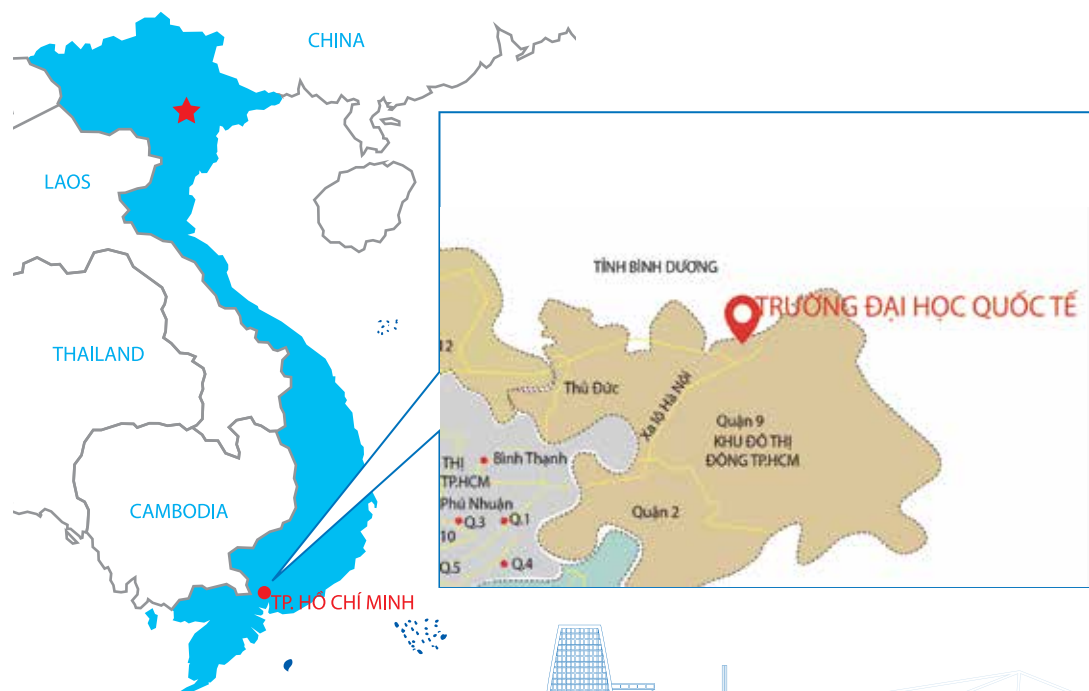 CHINA
LAOS
THAILAND
CAMBODIA
TP. HỒ CHÍ MINH
TỈNH BÌNH DƯƠNG
TRƯỜNG ĐẠI HỌC QUỐC TẾ
12
Thủ Đức
Xa lộ Hà Nội
Quận 9
KHU ĐÔ THỊ
ĐÔNG TP.HCM
Bình Thạnh
THỊ
TP.HCM
Phú Nhuận
Q.3
Q.1
10
Quận 2
Q.5
Q.4